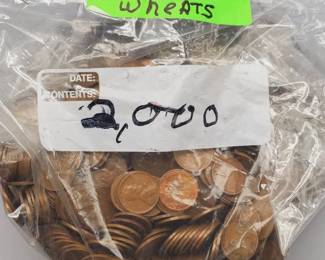 wheATS
DATE:
CONTENTS:
2,000